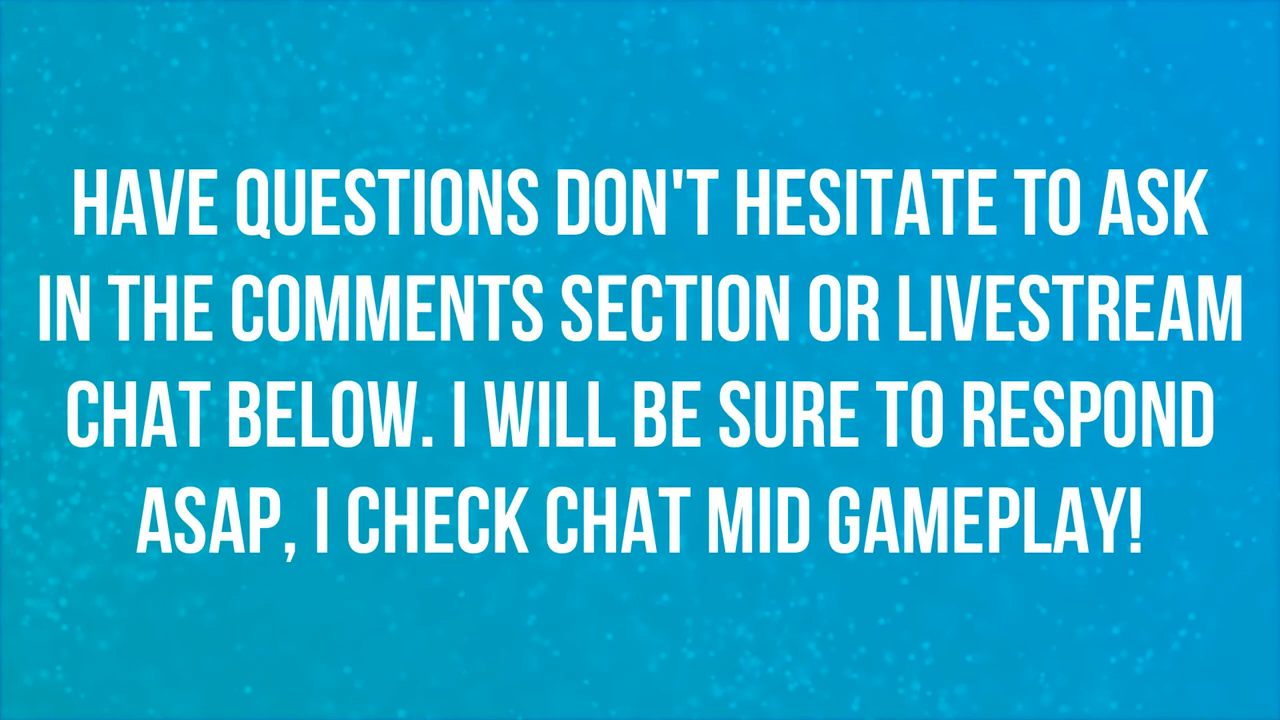 HAVE QUESTIONS DON'T HESITATE TO ASK
IN THE COMMENTS SECTION OR LIVESTREAM
CHAT BELOW. I WILL BE SURE TO RESPOND
ASAP, I CHECK CHAT MID GAMEPLAY!